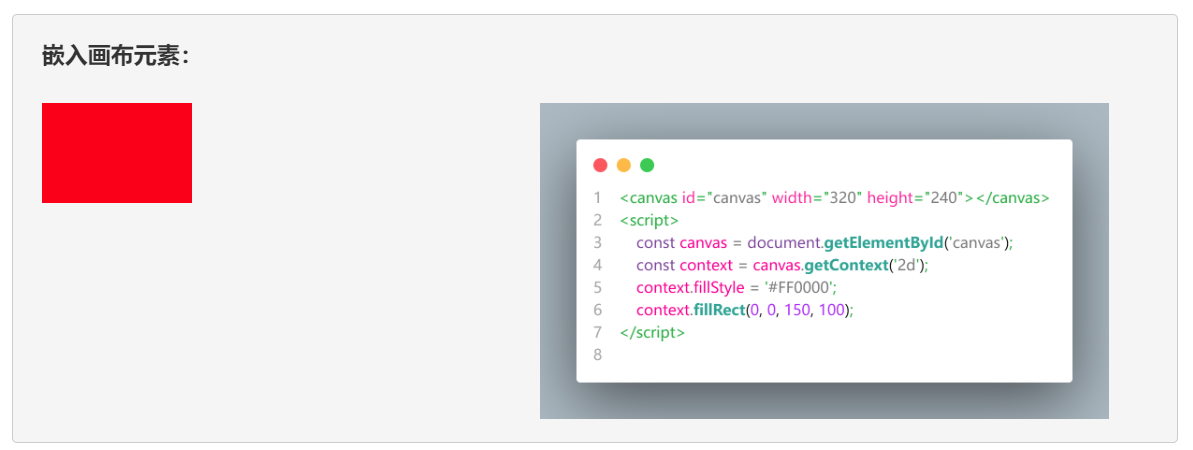 嵌入画布元素：
1 <canvas id="canvas" width="320" height="240"></canvas>
2 <script>
3 const canvas = document.getElementById('canvas');
4 const context = canvas.getContext('2d');
5 context.fillStyle = '#FF0000';
6 context.fillRect(0, 0, 150, 100);
7 </script>
8